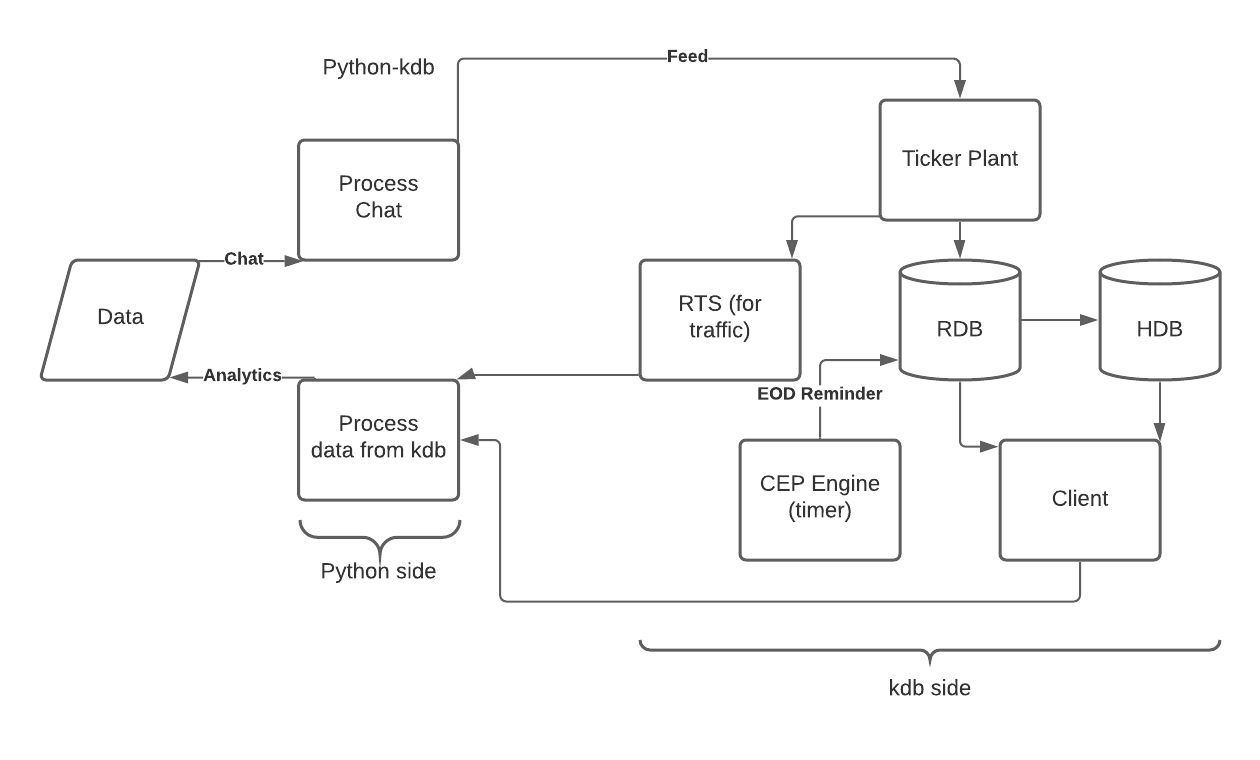 Python-kdb
Feed
Ticker Plant
Process
Chat
Chat
Data
RTS (for
traffic)
RDB
HDB
Analytics
EOD Reminder
Process
data from kdb
CEP Engine
(timer)
Client
Python side
kdb side